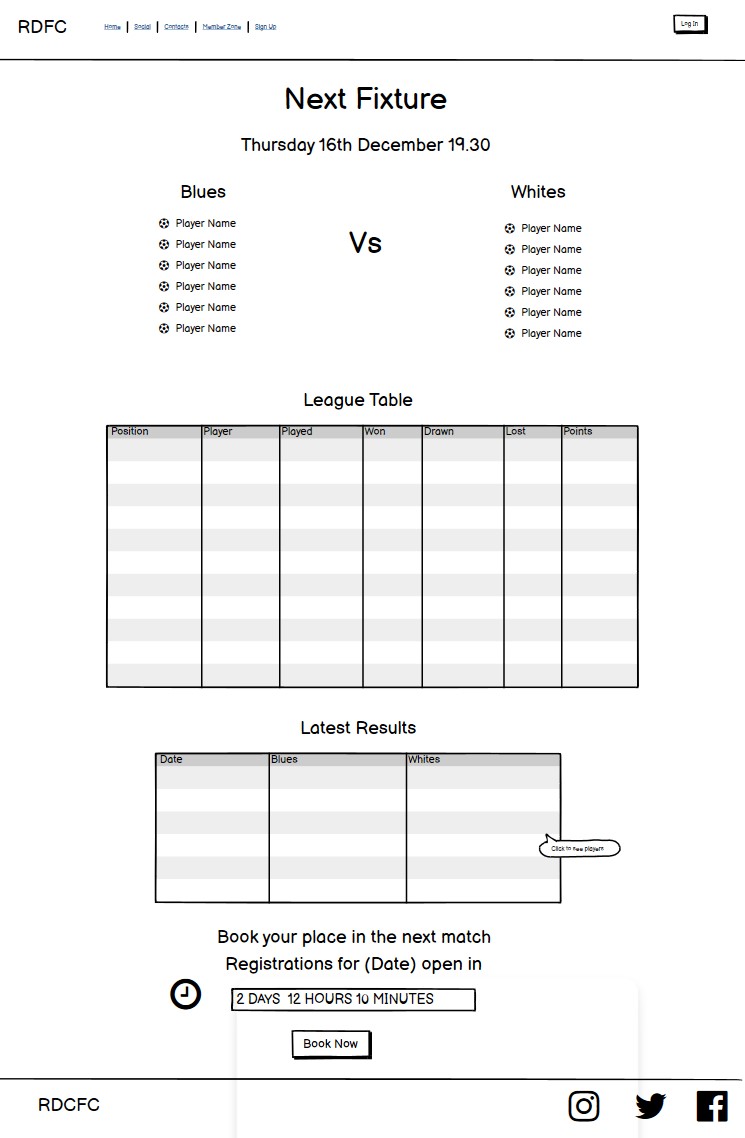 RDFC Home Social Contacts Member Zone Sign Up Log In
Next Fixture
Thursday 16th December 19.30
Blues
Player Name
Player Name
Player Name
Player Name
Player Name
Player Name
Vs
Whites
Player Name
Player Name
Player Name
Player Name
Player Name
Player Name
League Table
Position Player Played Won Drawn Lost Points
Latest Results
Date Blues Whites
Click to see players
Book your place in the next match
Registrations for (Date) open in
2 DAYS 12 HOURS 10 MINUTES
Book Now
RDCFC